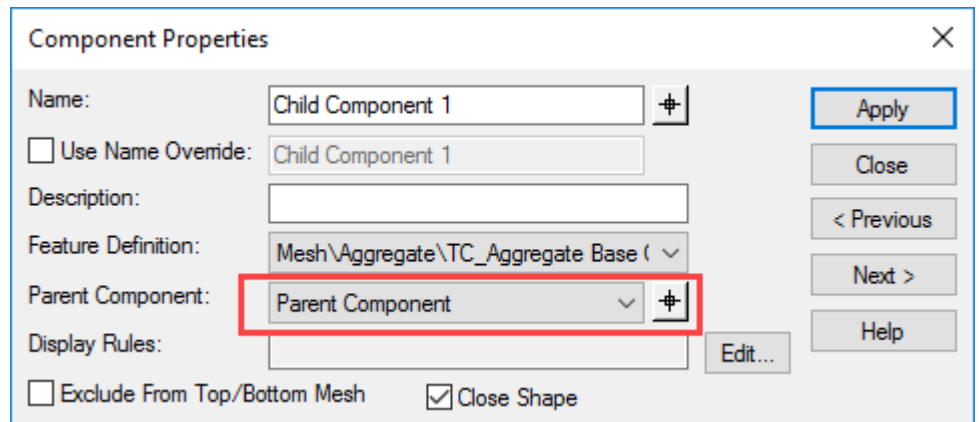 Component Properties
Name: Child Component 1 Apply
Use Name Override: Child Component 1 Close
Description: < Previous
Feature Definition: Mesh\Aggregate\TC_Aggregate Base (
Parent Component: Parent Component Next >
Display Rules: Edit... Help
Exclude From Top/Bottom Mesh Close Shape